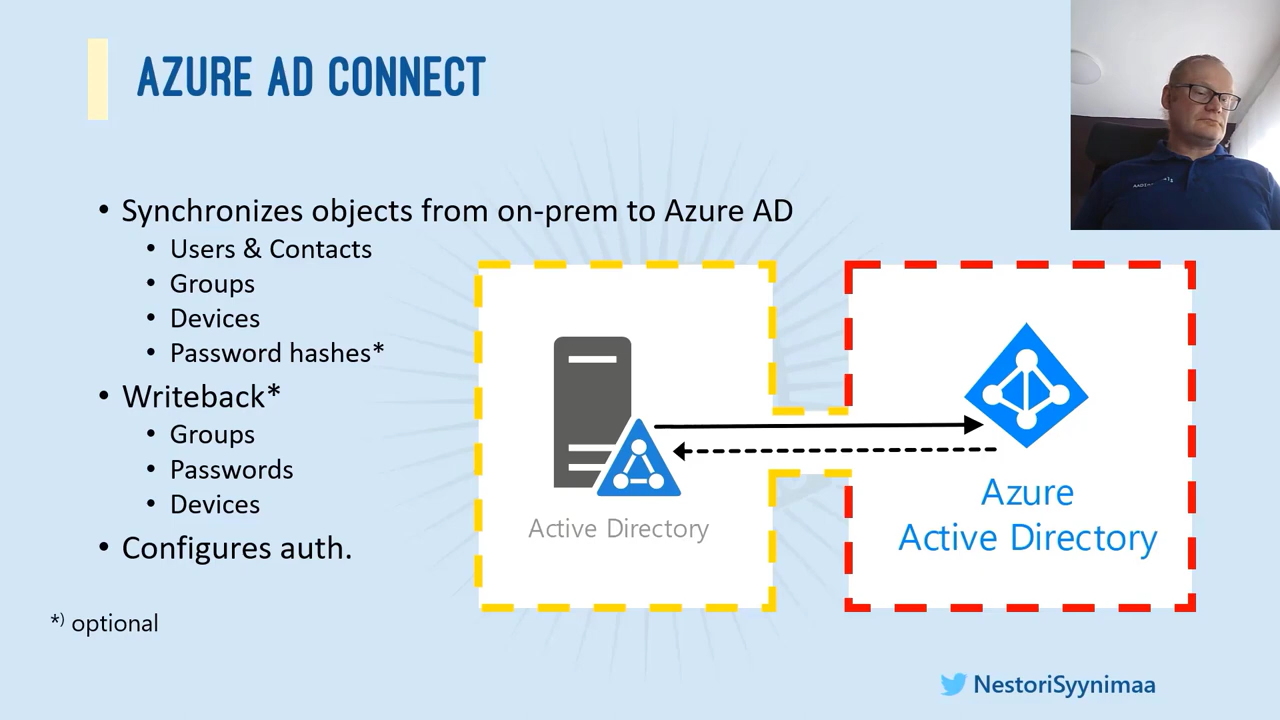 AZURE AD CONNECT
• Synchronizes objects from on-prem to Azure AD
• Users & Contacts
• Groups
• Devices
• Password hashes*
• Writeback*
• Groups
• Passwords
• Devices
• Configures auth.
*) optional
Active Directory
Azure
Active Directory
NestoriSyynimaa